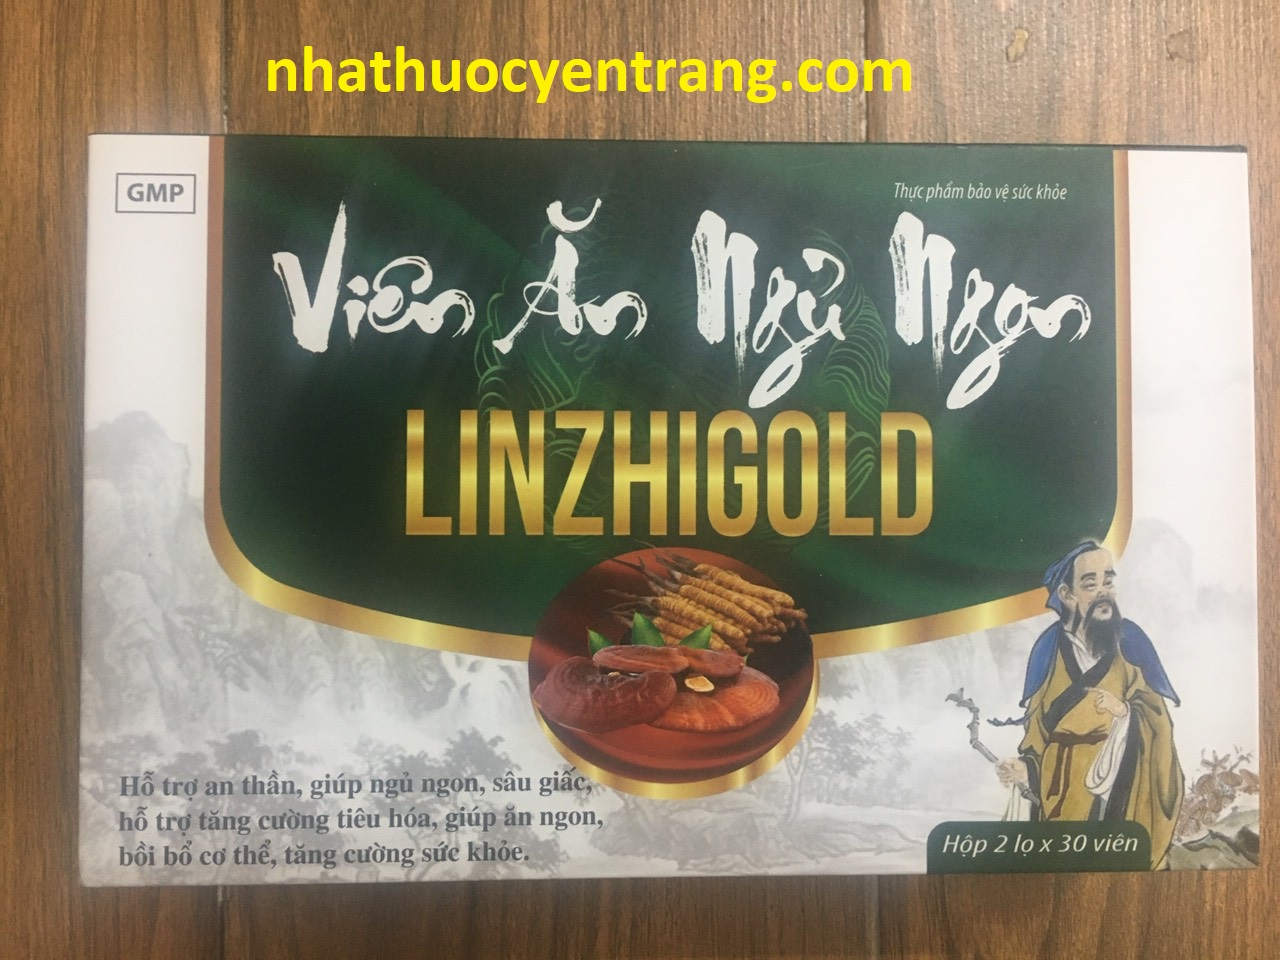 nhathuocyentrang.com
GMP
Thực phẩm bảo vệ sức khỏe
Viên Ăn Ngủ Ngon
LINZHIGOLD
Hỗ trợ an thần, giúp ngủ ngon, sâu giấc,
hỗ trợ tăng cường tiêu hóa, giúp ăn ngon,
bồi bổ cơ thể, tăng cường sức khỏe.
Hộp 2 lọ x 30 viên